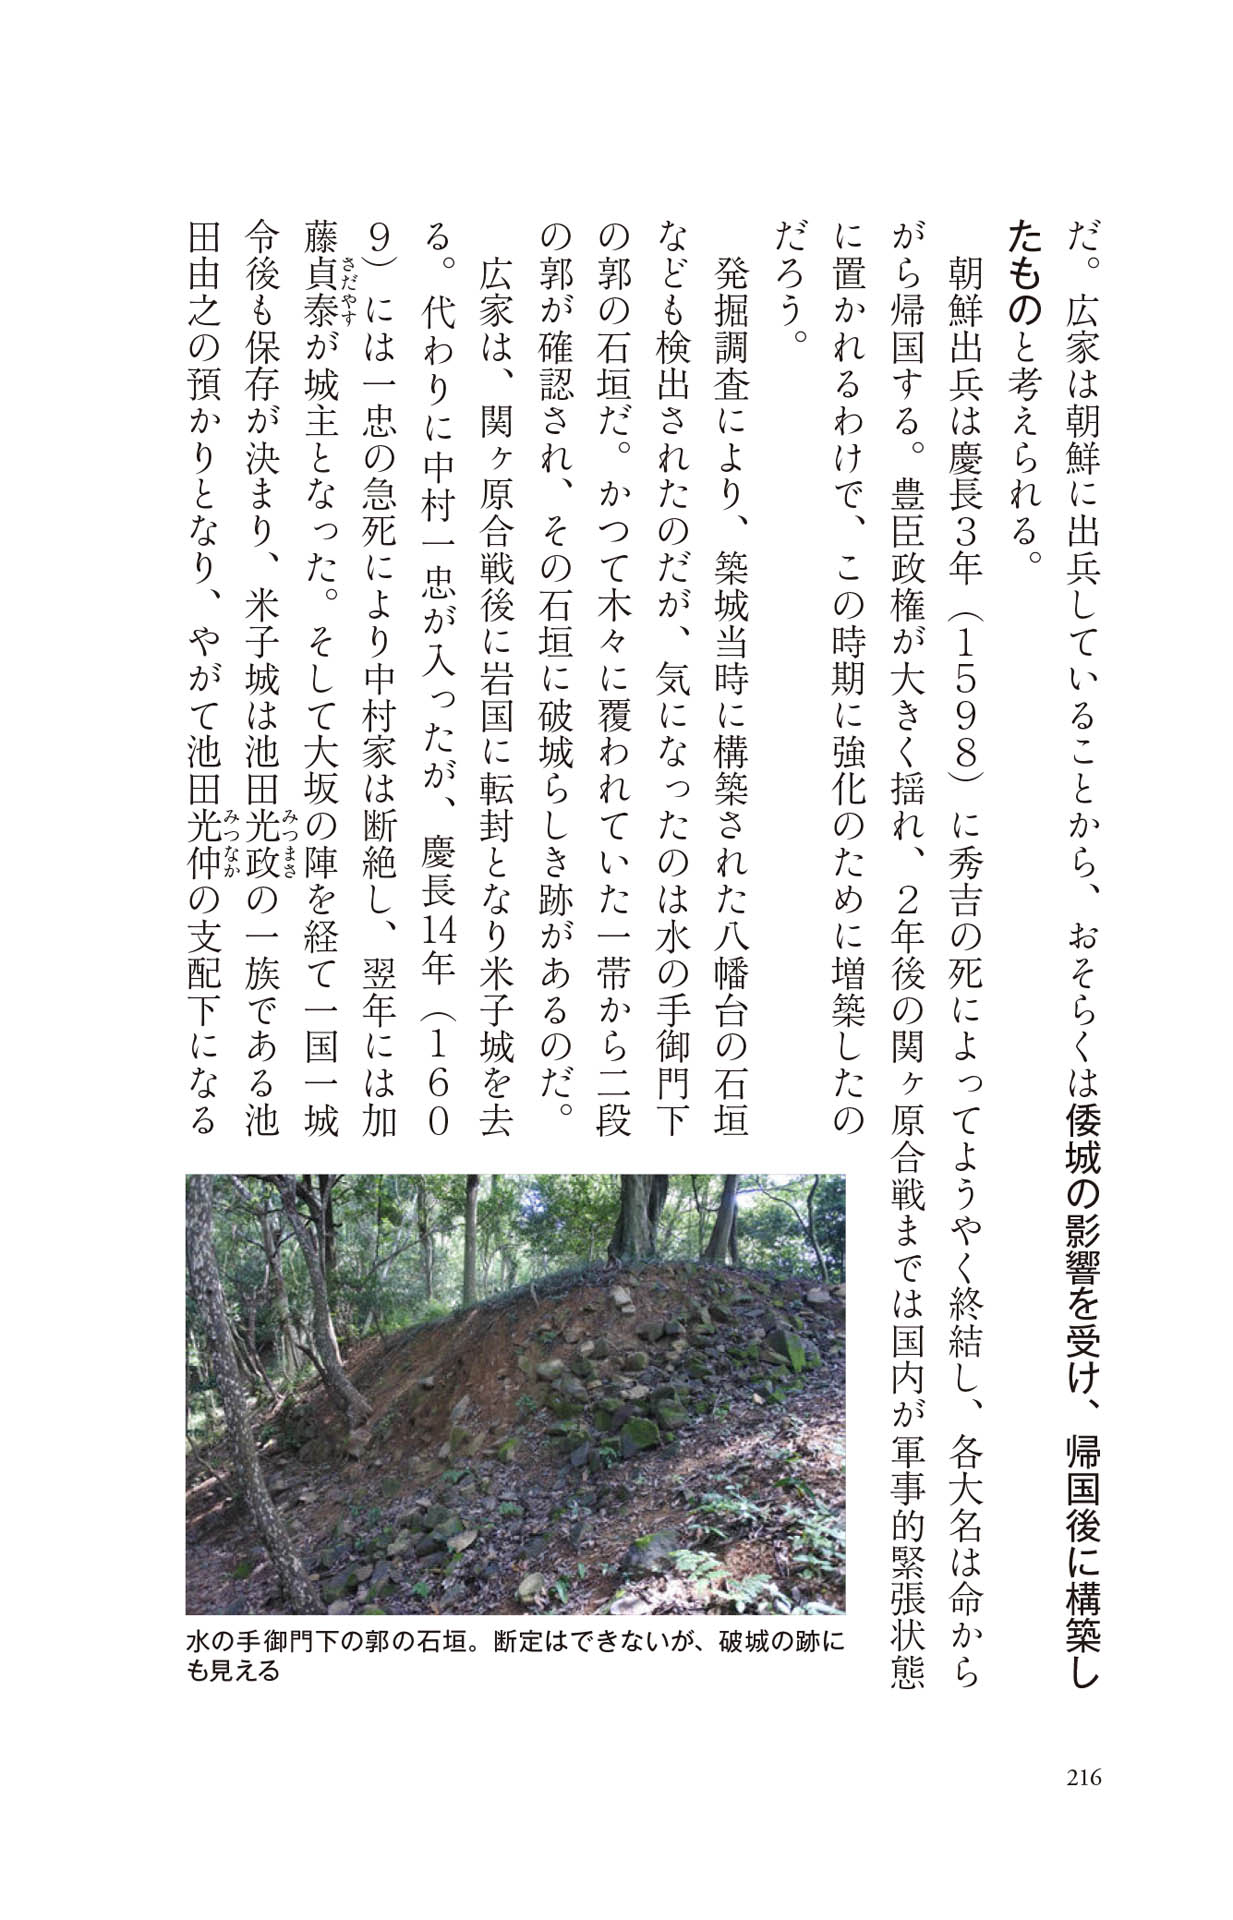 だ。広家は朝鮮に出兵していることから、おそらくは倭城の影響を受け、帰国後に構築し
たものと考えられる。
朝鮮出兵は慶長3年（1598）に秀吉の死によってようやく終結し、各大名は命から
がら帰国する。豊臣政権が大きく揺れ、2年後の関ヶ原合戦までは国内が軍事的緊張状態
に置かれるわけで、この時期に強化のために増築したの
だろう。
発掘調査により、築城当時に構築された八幡台の石垣
なども検出されたのだが、気になったのは水の手御門下
の郭の石垣だ。かつて木々に覆われていた一帯から二段
の郭が確認され、その石垣に破城らしき跡があるのだ。
広家は、関ヶ原合戦後に岩国に転封となり米子城を去
る。代わりに中村一忠が入ったが、慶長14年（160
9）には一忠の急死により中村家は断絶し、翌年には加
藤貞泰が城主となった。そして大坂の陣を経て一国一城
さだやす
令後も保存が決まり、米子城は池田光政の一族である池
みつまさ
田由之の預かりとなり、やがて池田光仲の支配下になる
みつなか
水の手御門下の郭の石垣。断定はできないが、破城の跡に
も見える
216